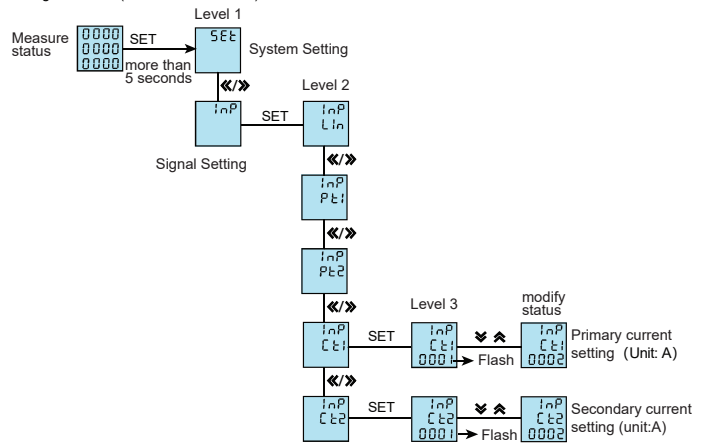 Level 1
Measure status
0000
0000
0000
SET
more than 5 seconds
SEt
System Setting
«/»
Level 2
InP
SET
InP
LIn
Signal Setting
«/»
InP
Pt1
«/»
InP
Pt2
«/»
Level 3
modify status
InP
Ct1
SET
InP
Ct1
0001
Flash
InP
Ct1
0002
Primary current
setting (Unit: A)
«/»
InP
Ct2
SET
InP
Ct2
0001
Flash
InP
Ct2
0002
Secondary current
setting (unit:A)